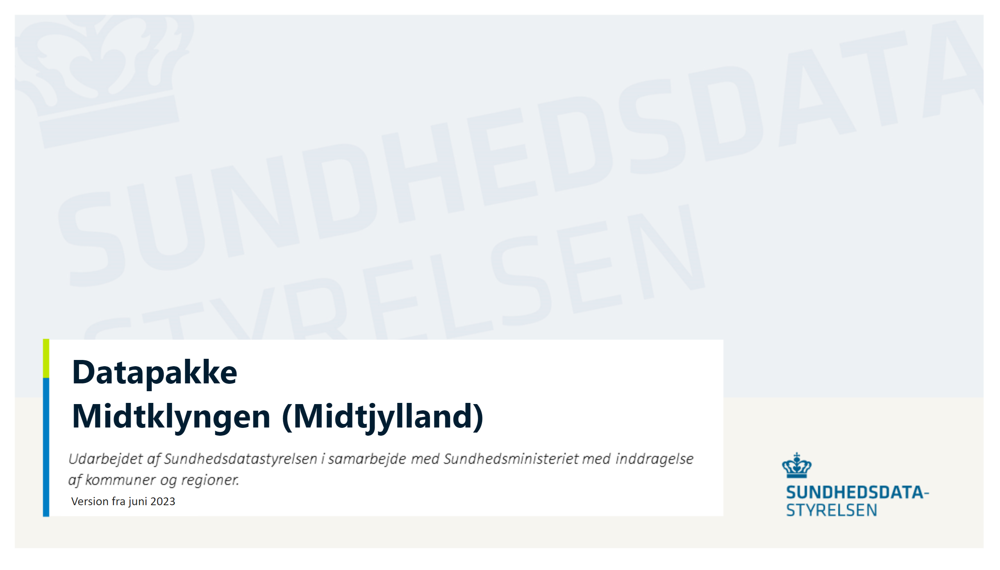 SUNDHEDSDATA
STYRELSEN
Datapakke
Midtklyngen (Midtjylland)
Udarbejdet af Sundhedsdatastyrelsen i samarbejde med Sundhedsministeriet med inddragelse
af kommuner og regioner.
Version fra juni 2023
SUNDHEDSDATA-
STYRELSEN